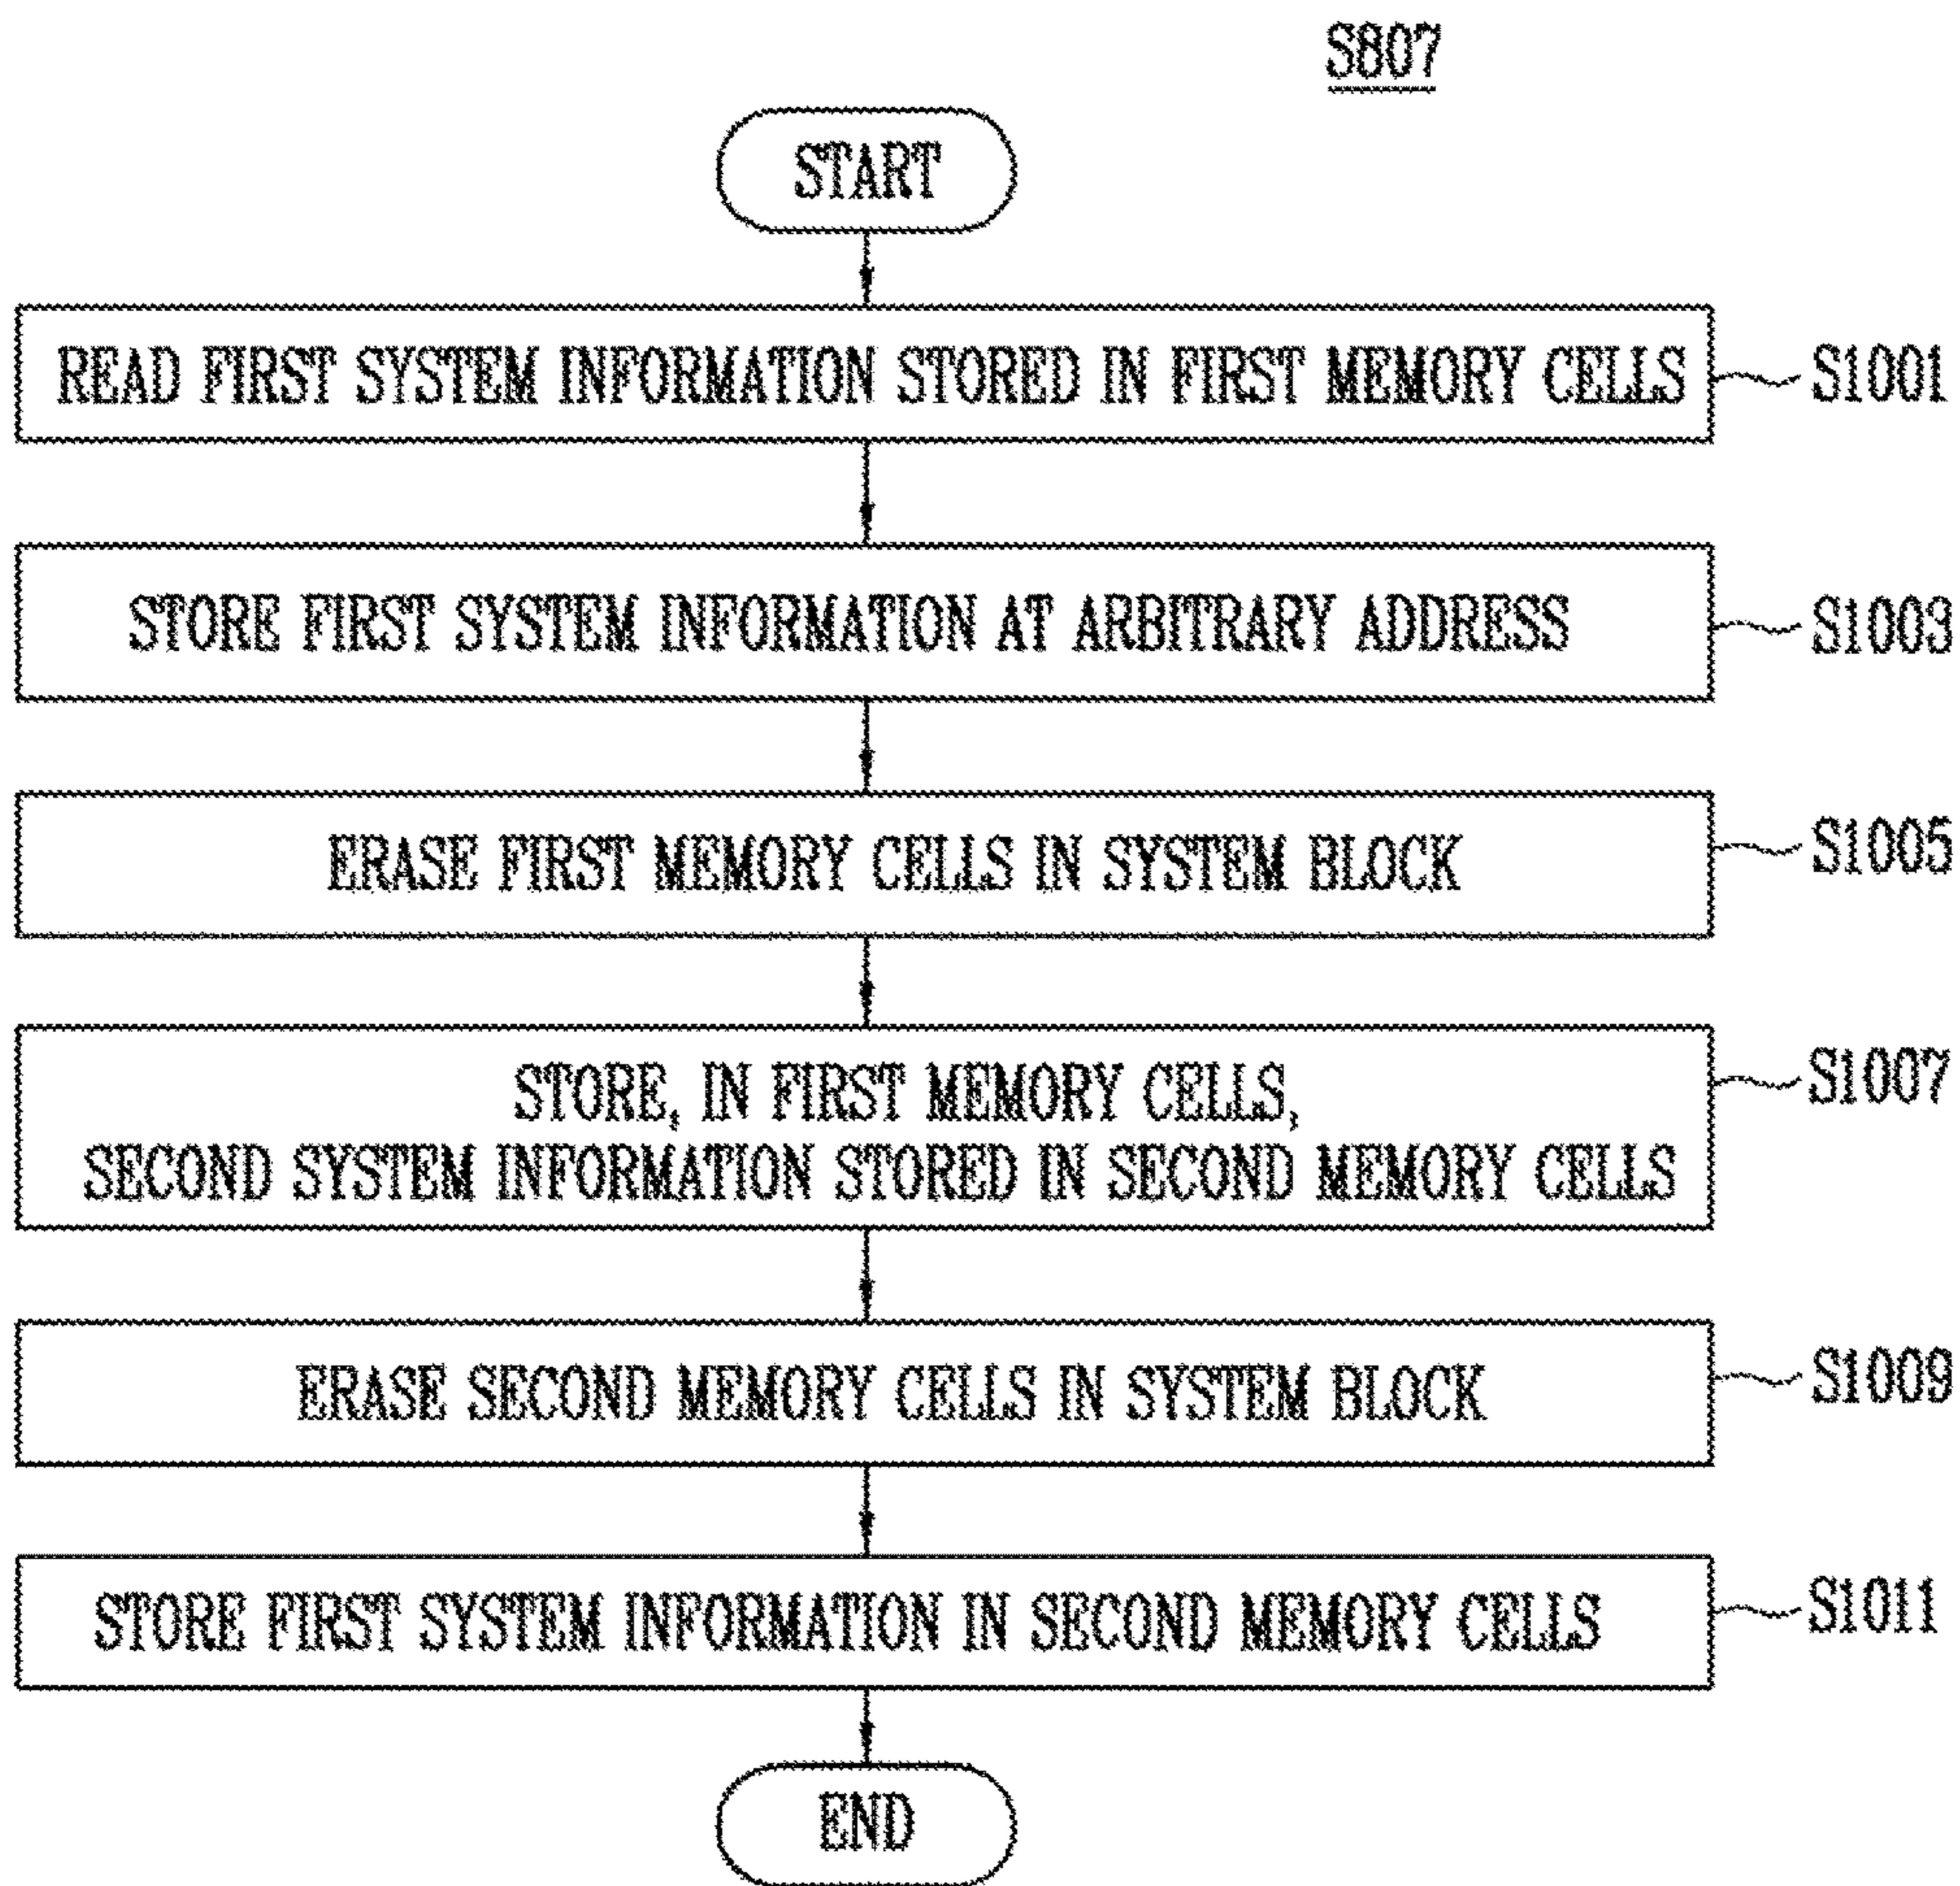 S807
START
READ FIRST SYSTEM INFORMATION STORED IN FIRST MEMORY CELLS
S1001
STORE FIRST SYSTEM INFORMATION AT ARBITRARY ADDRESS
S1003
ERASE FIRST MEMORY CELLS IN SYSTEM BLOCK
S1005
STORE, IN FIRST MEMORY CELLS,
SECOND SYSTEM INFORMATION STORED IN SECOND MEMORY CELLS
S1007
ERASE SECOND MEMORY CELLS IN SYSTEM BLOCK
S1009
STORE FIRST SYSTEM INFORMATION IN SECOND MEMORY CELLS
S1011
END